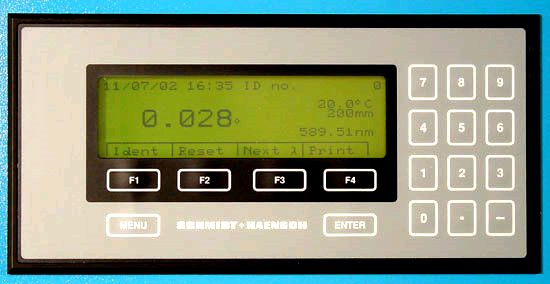 11/07/02 16:35 ID no. 0
20.0°C
0.028° 200mm
589.51nm
Ident Reset Next λ Print
F1 F2 F3 F4
MENU SCHMIDT+HAENSCH ENTER
7 8 9
4 5 6
1 2 3
0 • —